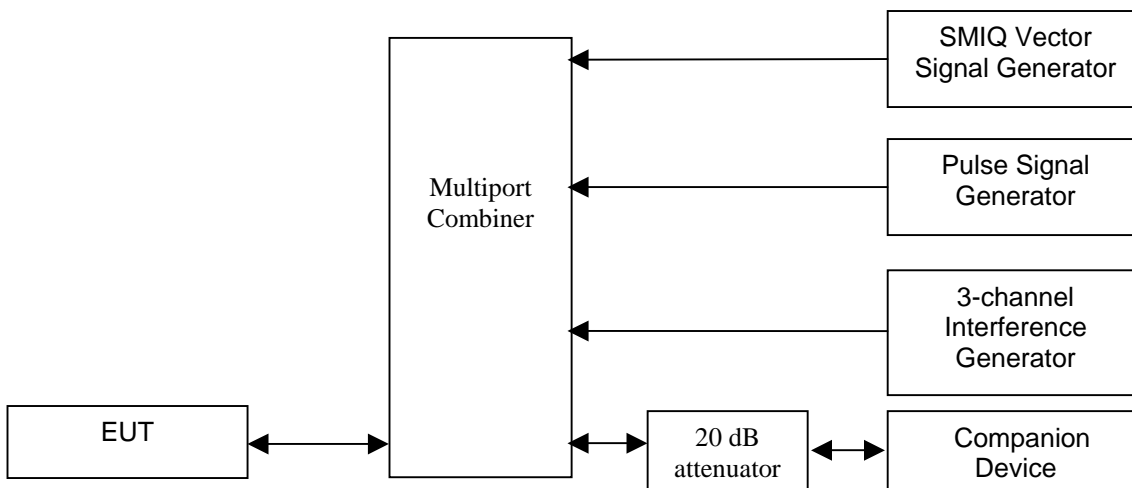 SMIQ Vector
Signal Generator
Pulse Signal
Generator
Multiport
Combiner
3-channel
Interference
Generator
EUT
20 dB
attenuator
Companion
Device